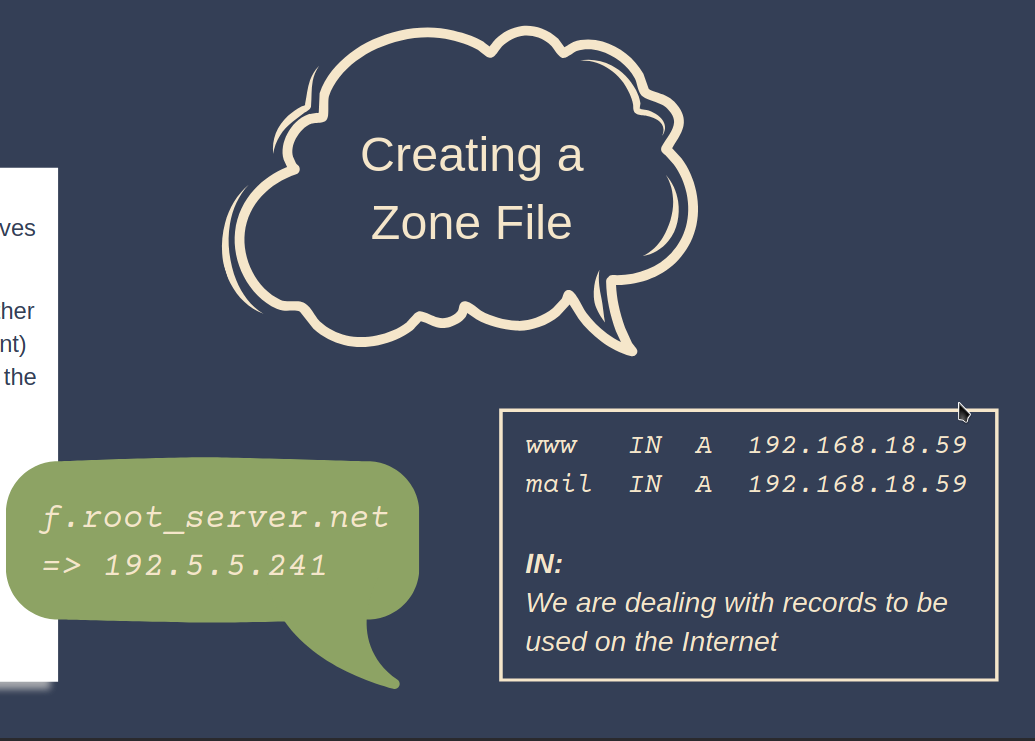 Creating a
Zone File
ves
her
nt)
the
f.root_server.net
=> 192.5.5.241
www IN A 192.168.18.59
mail IN A 192.168.18.59
IN:
We are dealing with records to be
used on the Internet